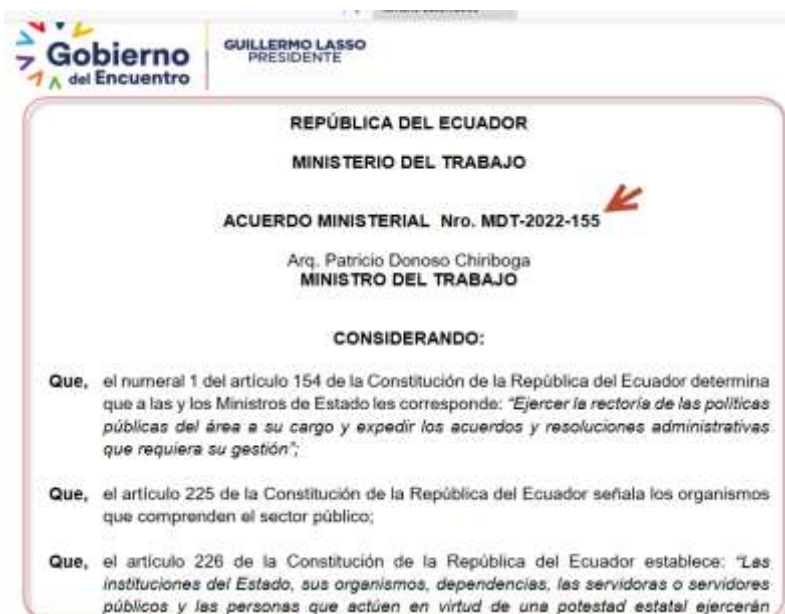 Gobierno
del Encuentro
GUILLERMO LASSO
PRESIDENTE
REPÚBLICA DEL ECUADOR
MINISTERIO DEL TRABAJO
ACUERDO MINISTERIAL Nro. MDT-2022-155
Arq. Patricio Donoso Chiriboga
MINISTRO DEL TRABAJO
CONSIDERANDO:
Que, el numeral 1 del artículo 154 de la Constitución de la República del Ecuador determina
que a las y los Ministros de Estado les corresponde: "Ejercer la rectoría de las políticas
públicas del área a su cargo y expedir los acuerdos y resoluciones administrativas
que requiera su gestión";
Que, el artículo 225 de la Constitución de la República del Ecuador señala los organismos
que comprenden el sector público;
Que, el artículo 226 de la Constitución de la República del Ecuador establece: "Las
instituciones del Estado, sus organismos, dependencias, las servidoras o servidores
públicos y las personas que actúen en virtud de una potestad estatal ejercerán